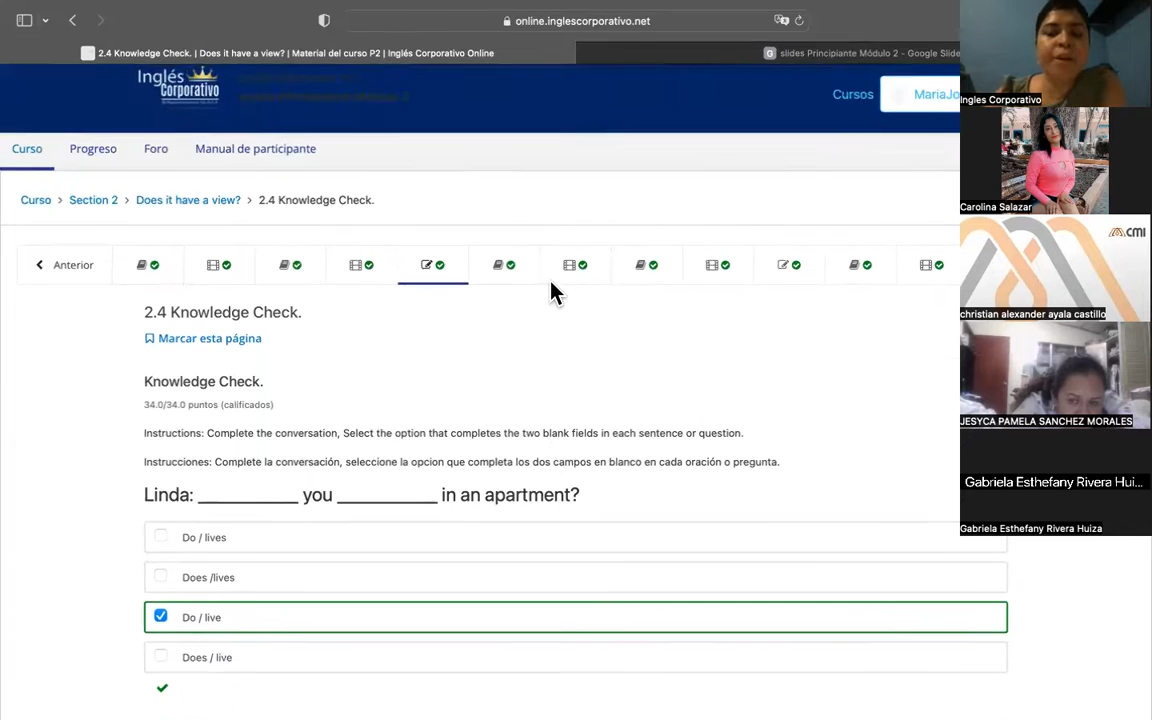 online.inglescorporativo.net
2.4 Knowledge Check. | Does it have a view? | Material del curso P2 | Inglés Corporativo Online
G slides Principiante Módulo 2 - Google Slide
Inglés
Corporativo
Cursos
MariaJo
Curso
Progreso
Foro
Manual de participante
Curso > Section 2 > Does it have a view? > 2.4 Knowledge Check.
Anterior
2.4 Knowledge Check.
Marcar esta página
Knowledge Check.
34.0/34.0 puntos (calificados)
Instructions: Complete the conversation, Select the option that completes the two blank fields in each sentence or question.
Instrucciones: Complete la conversación, seleccione la opcion que completa los dos campos en blanco en cada oración o pregunta.
Linda: __________ you __________ in an apartment?
Do / lives
Does /lives
Do / live
Does / live
Ingles Corporativo
Carolina Salazar
.CMI
christian alexander ayala castillo
JESYCA PAMELA SANCHEZ MORALES
Gabriela Esthefany Rivera Hui...
Gabriela Esthefany Rivera Huiza